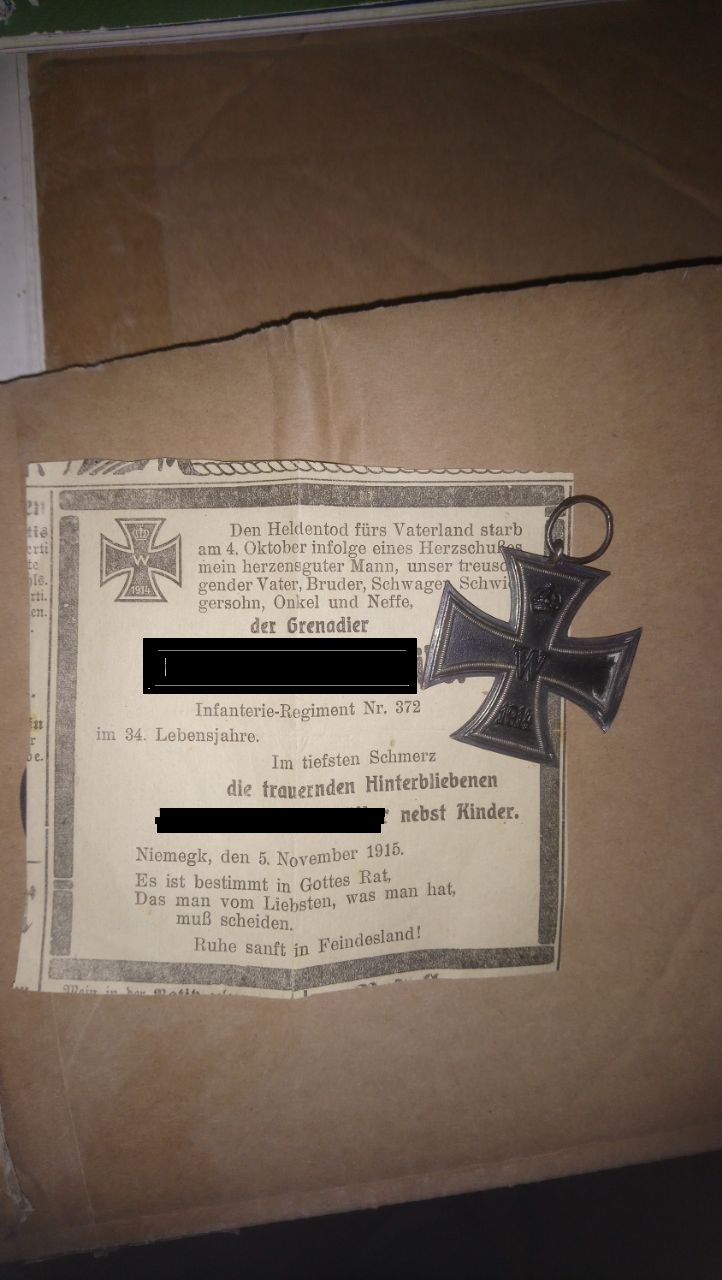 W
1914
Den Heldentod fürs Vaterland starb
am 4. Oktober infolge eines Herzschußes
mein herzensguter Mann, unser
gender Vater, Bruder, Schwager,
gersohn, Onkel und Neffe,
der Grenadier
Infanterie-Regiment Nr. 372
im 34. Lebensjahre.
Im tiefsten Schmerz
die trauernden Hinterbliebenen
nebst Kinder.
Niemegk, den 5. November 1915.
Es ist bestimmt in Gottes Rat,
Das man vom Liebsten, was man hat,
muß scheiden.
Ruhe sanft in Feindesland!
W
1914